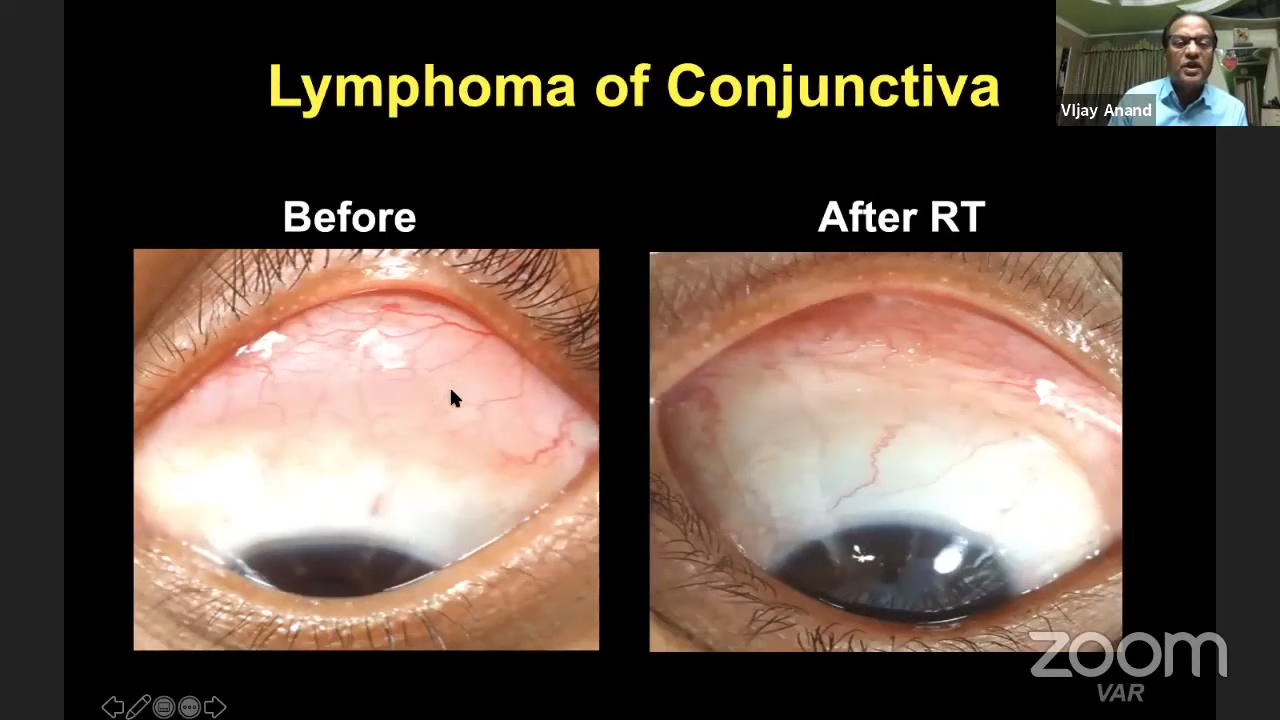 Lymphoma of Conjunctiva
VIjay Anand
Before
After RT
zoom
VAR